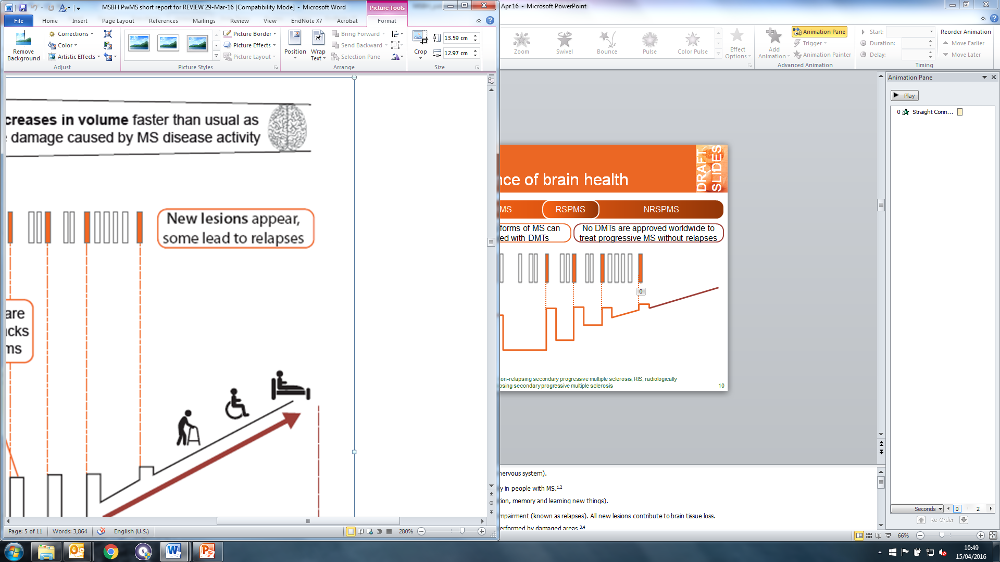 MSBH PwMS short report for REVIEW 29-Mar-16 [Compatibility Mode] - Microsoft Word
Picture Tools
File Home Insert Page Layout References Mailings Review View EndNote X7 Acrobat Format
Remove Background
Corrections
Color
Artistic Effects
Adjust
Picture Styles
Picture Border
Picture Effects
Picture Layout
Position
Wrap Text
Bring Forward
Send Backward
Selection Pane
Arrange
Crop
13.59 cm
12.97 cm
Size
creases in volume faster than usual as
damage caused by MS disease activity
New lesions appear,
some lead to relapses
are
cks
ms
Page: 5 of 11 Words: 3,864 English (U.S.) 280%
Apr 16 - Microsoft PowerPoint
Zoom Swivel Bounce Pulse Color Pulse
Effect Options
Add Animation
Animation Pane
Trigger
Animation Painter
Advanced Animation
Start:
Duration:
Delay:
Timing
Reorder Animation
Move Earlier
Move Later
nce of brain health
DRAFT
SLIDES
MS RSPMS NRSPMS
forms of MS can
ed with DMTs
No DMTs are approved worldwide to
treat progressive MS without relapses
0
on-relapsing secondary progressive multiple sclerosis; RIS, radiologically
osing secondary progressive multiple sclerosis
10
nervous system).
y in people with MS.1,2
tion, memory and learning new things).
mpairment (known as relapses). All new lesions contribute to brain tissue loss.
erformed by damaged areas.3,4
Animation Pane
Play
0 Straight Conn...
Seconds 0 2
Re-Order
66%
10:49
15/04/2016